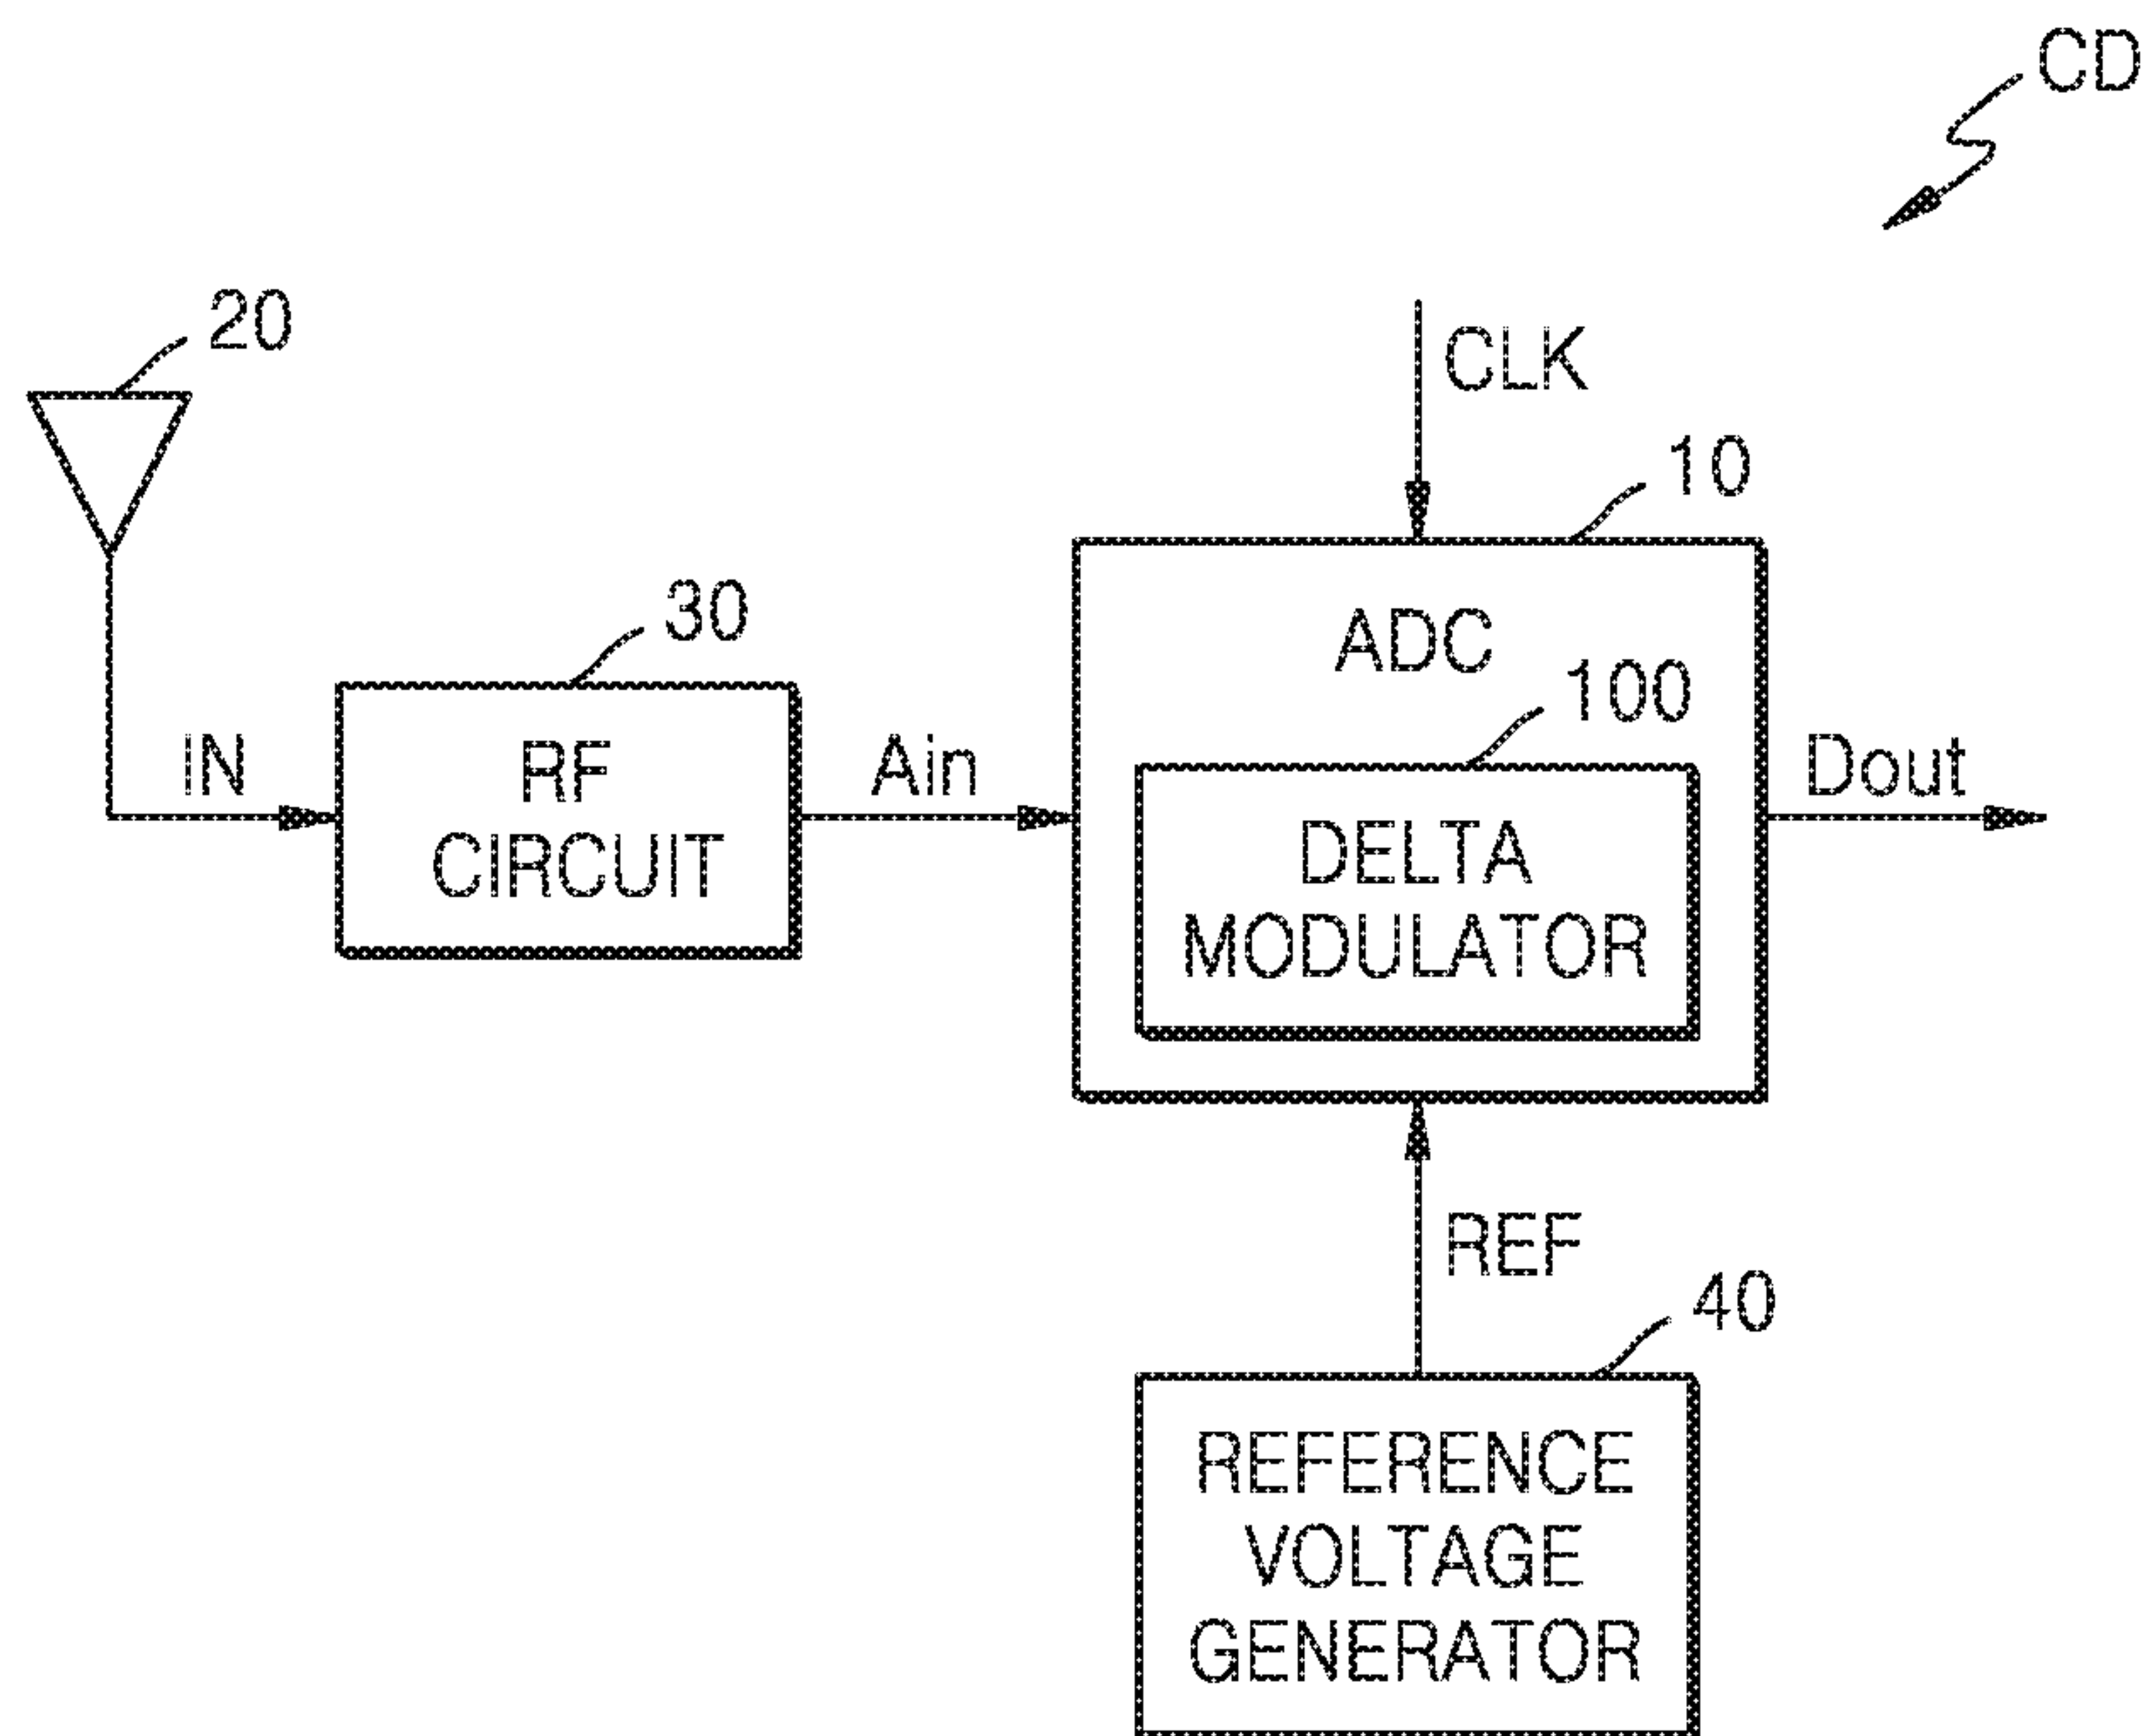 CD
20
CLK
10
30
ADC
100
IN
RF
CIRCUIT
Ain
DELTA
MODULATOR
Dout
REF
40
REFERENCE
VOLTAGE
GENERATOR